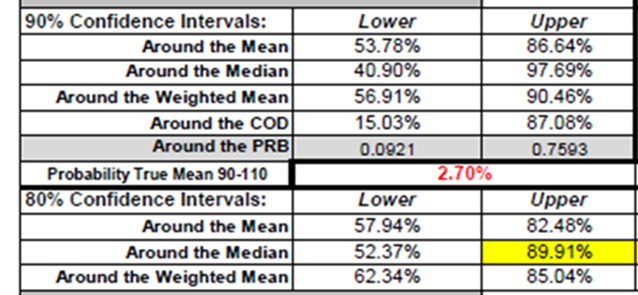 90% Confidence Intervals: Lower Upper
Around the Mean 53.78% 86.64%
Around the Median 40.90% 97.69%
Around the Weighted Mean 56.91% 90.46%
Around the COD 15.03% 87.08%
Around the PRB 0.0921 0.7593
Probability True Mean 90-110 2.70%
80% Confidence Intervals: Lower Upper
Around the Mean 57.94% 82.48%
Around the Median 52.37% 89.91%
Around the Weighted Mean 62.34% 85.04%